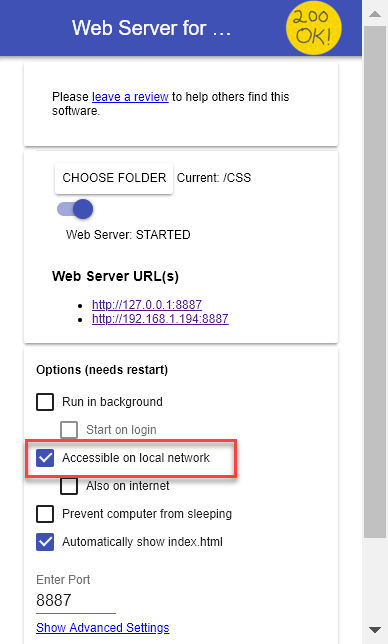 Web Server for ...
200
OK!
Please leave a review to help others find this
software.
CHOOSE FOLDER Current: /CSS
Web Server: STARTED
Web Server URL(s)
http://127.0.0.1:8887
http://192.168.1.194:8887
Options (needs restart)
Run in background
Start on login
Accessible on local network
Also on internet
Prevent computer from sleeping
Automatically show index.html
Enter Port
8887
Show Advanced Settings